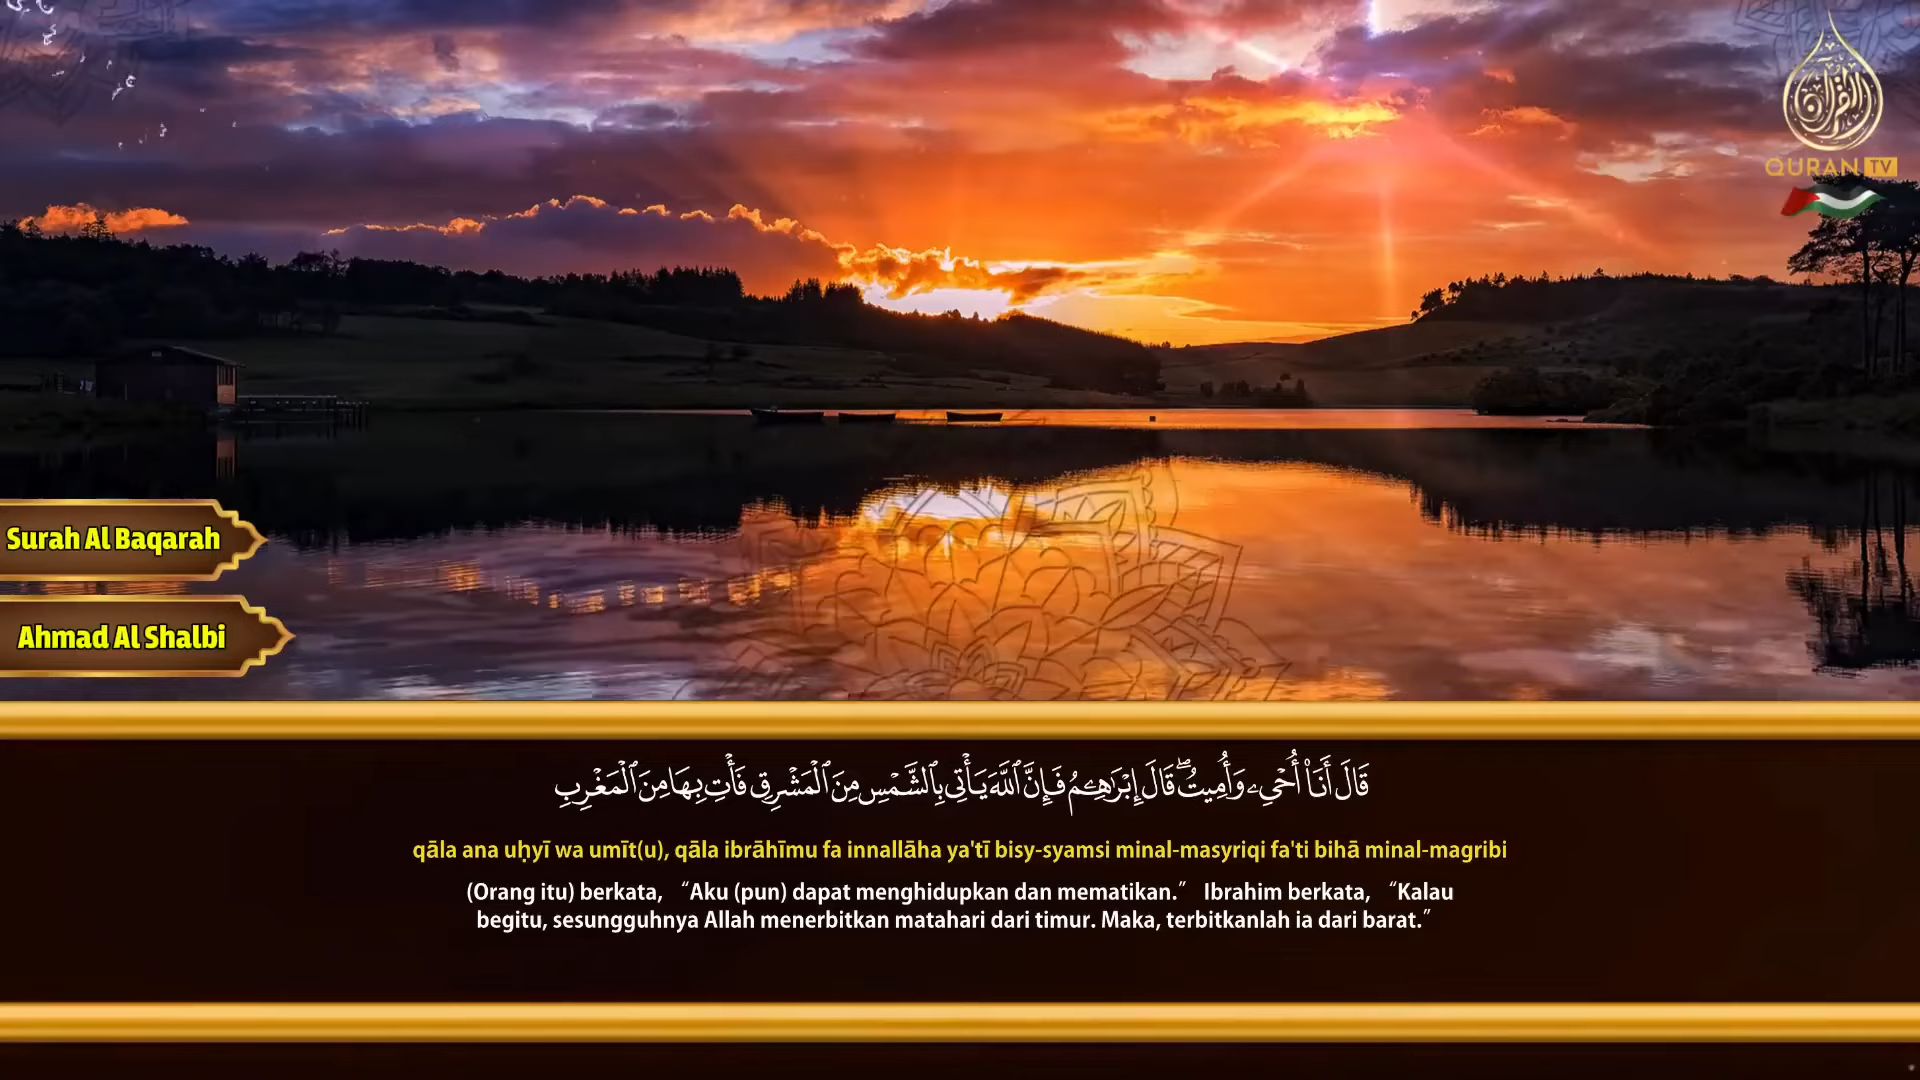 القرآن
QURAN TV
Surah Al Baqarah
Ahmad Al Shalbi
قَالَ أَنَا۠ أُحْىِۦ وَأُمِيتُ ۖ قَالَ إِبْرَٰهِـۧمُ فَإِنَّ ٱللَّهَ يَأْتِى بِٱلشَّمْسِ مِنَ ٱلْمَشْرِقِ فَأْتِ بِهَا مِنَ ٱلْمَغْرِبِ
qāla ana uḥyī wa umīt(u), qāla ibrāhīmu fa innallāha ya'tī bisy-syamsi minal-masyriqi fa'ti bihā minal-magribi
(Orang itu) berkata, “Aku (pun) dapat menghidupkan dan mematikan.” Ibrahim berkata, “Kalau
begitu, sesungguhnya Allah menerbitkan matahari dari timur. Maka, terbitkanlah ia dari barat.”